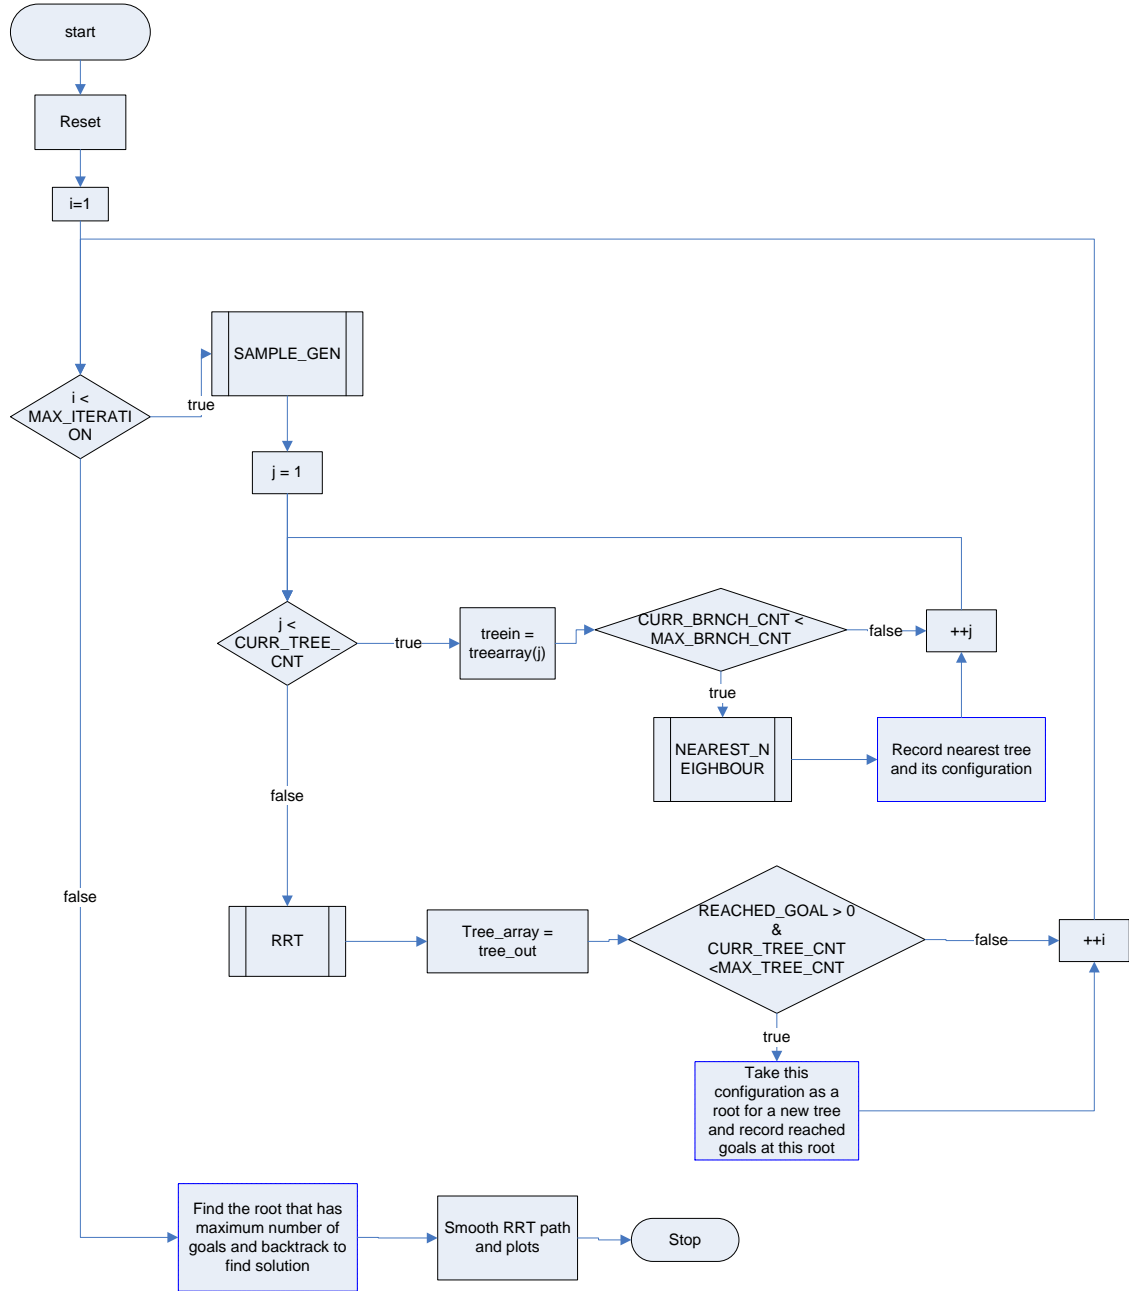 start
Reset
i=1
SAMPLE_GEN
i <
MAX_ITERATI
ON
true
j = 1
j <
CURR_TREE_
CNT
true
treein =
treearray(j)
CURR_BRNCH_CNT <
MAX_BRNCH_CNT
false
++j
true
NEAREST_N
EIGHBOUR
Record nearest tree
and its configuration
false
false
RRT
Tree_array =
tree_out
REACHED_GOAL > 0
&
CURR_TREE_CNT
<MAX_TREE_CNT
false
++i
true
Take this
configuration as a
root for a new tree
and record reached
goals at this root
Find the root that has
maximum number of
goals and backtrack to
find solution
Smooth RRT path
and plots
Stop